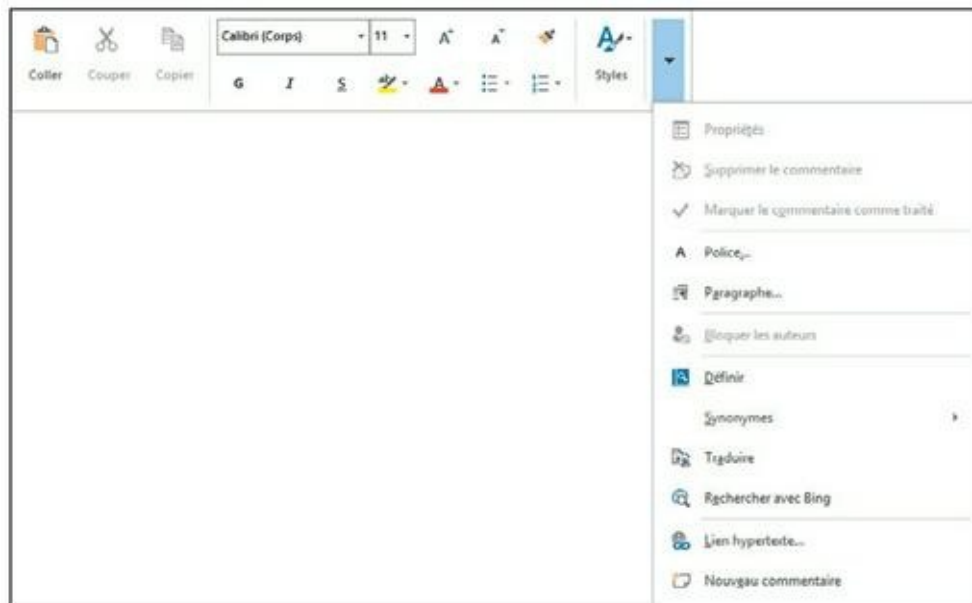 Calibri (Corps) 11 A A
Coller Couper Copier Styles
G I S ab A
Propriétés
Supprimer le commentaire
Marquer le commentaire comme traité
A Police...
Paragraphe...
Bloquer les auteurs
Définir
Synonymes
Traduire
Rechercher avec Bing
Lien hypertexte...
Nouveau commentaire